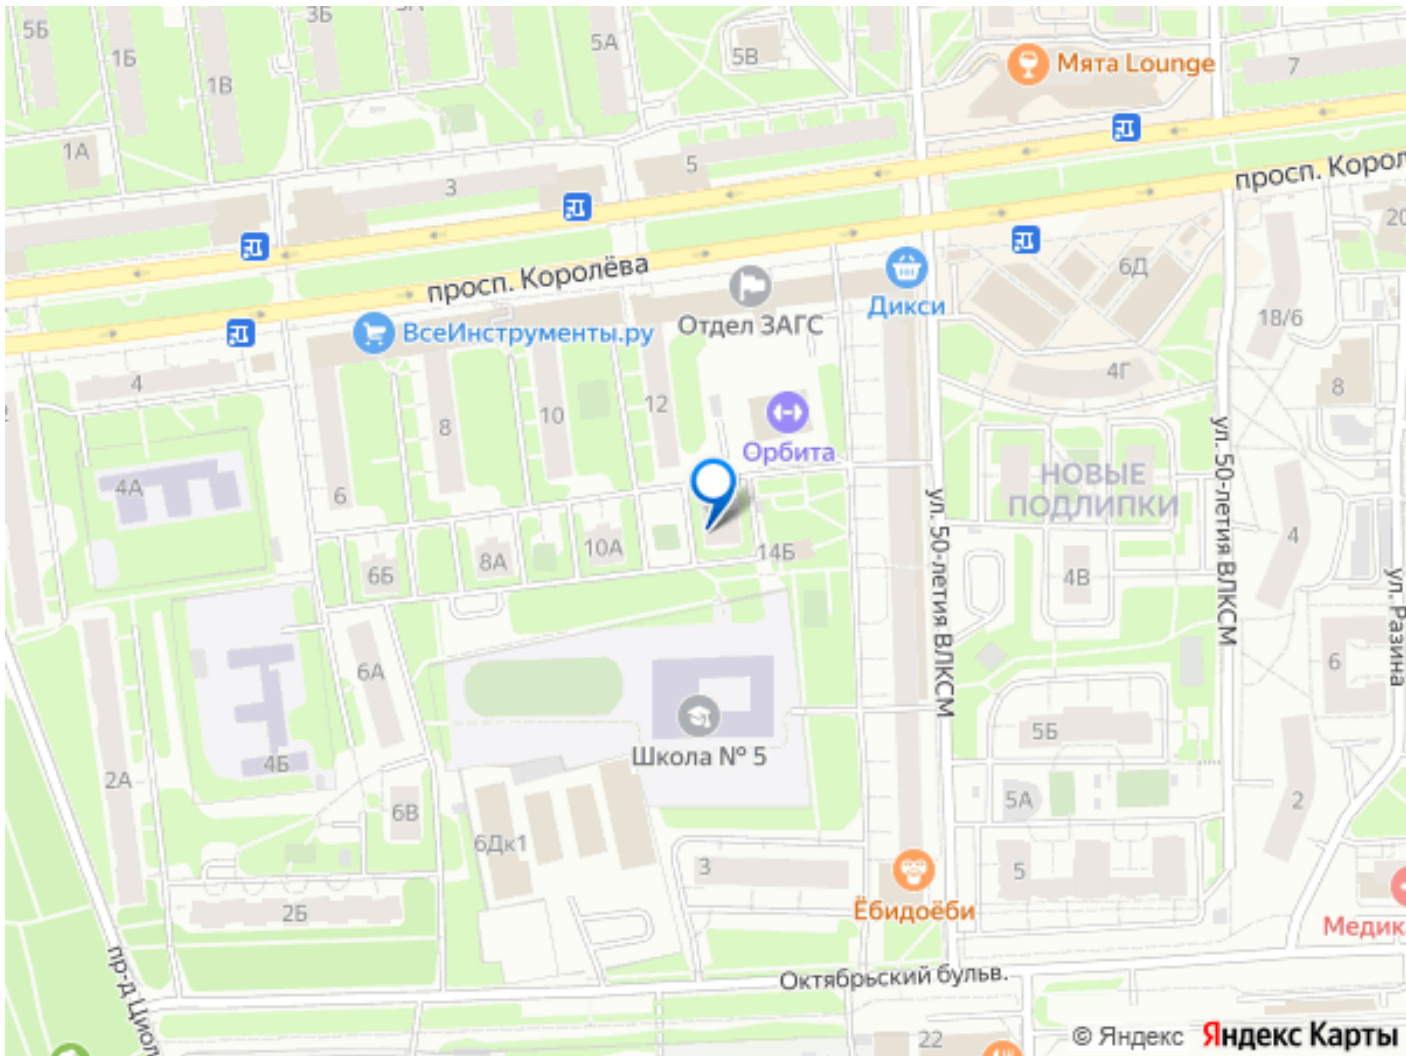 5Б
3Б
1Б
1В
5А
5В
Мята Lounge
7
1А
3
5
просп. Корол
20
6Д
просп. Королёва
Дикси
Отдел ЗАГС
ВсеИнструменты.ру
18/6
4Г
8
4
8
10
12
Орбита
НОВЫЕ
ПОДЛИПКИ
ул. 50-летия ВЛКСМ
ул. 50-летия ВЛКСМ
4А
6
4
6Б
8А
10А
14Б
4В
ул. Разина
6А
6
Школа № 5
5Б
4Б
2А
6В
5А
2
6Дк1
3
5
2Б
Ёбидоёби
Медик
пр-д Циол
Октябрьский бульв.
22
© Яндекс Яндекс Карты